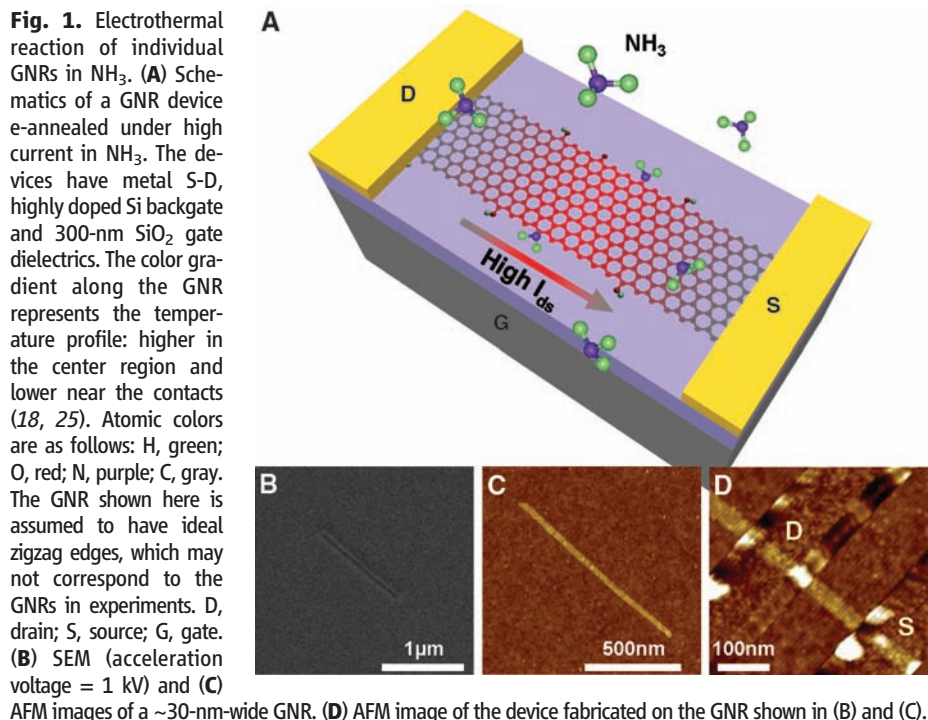 Fig. 1. Electrothermal
reaction of individual
GNRs in NH₃. (A) Sche-
matics of a GNR device
e-annealed under high
current in NH₃. The de-
vices have metal S-D,
highly doped Si backgate
and 300-nm SiO₂ gate
dielectrics. The color gra-
dient along the GNR
represents the temper-
ature profile: higher in
the center region and
lower near the contacts
(18, 25). Atomic colors
are as follows: H, green;
O, red; N, purple; C, gray.
The GNR shown here is
assumed to have ideal
zigzag edges, which may
not correspond to the
GNRs in experiments. D,
drain; S, source; G, gate.
(B) SEM (acceleration
voltage = 1 kV) and (C)
AFM images of a ~30-nm-wide GNR. (D) AFM image of the device fabricated on the GNR shown in (B) and (C).
A
NH₃
D
High I_ds
S
G
B
1µm
C
500nm
D
D
S
100nm